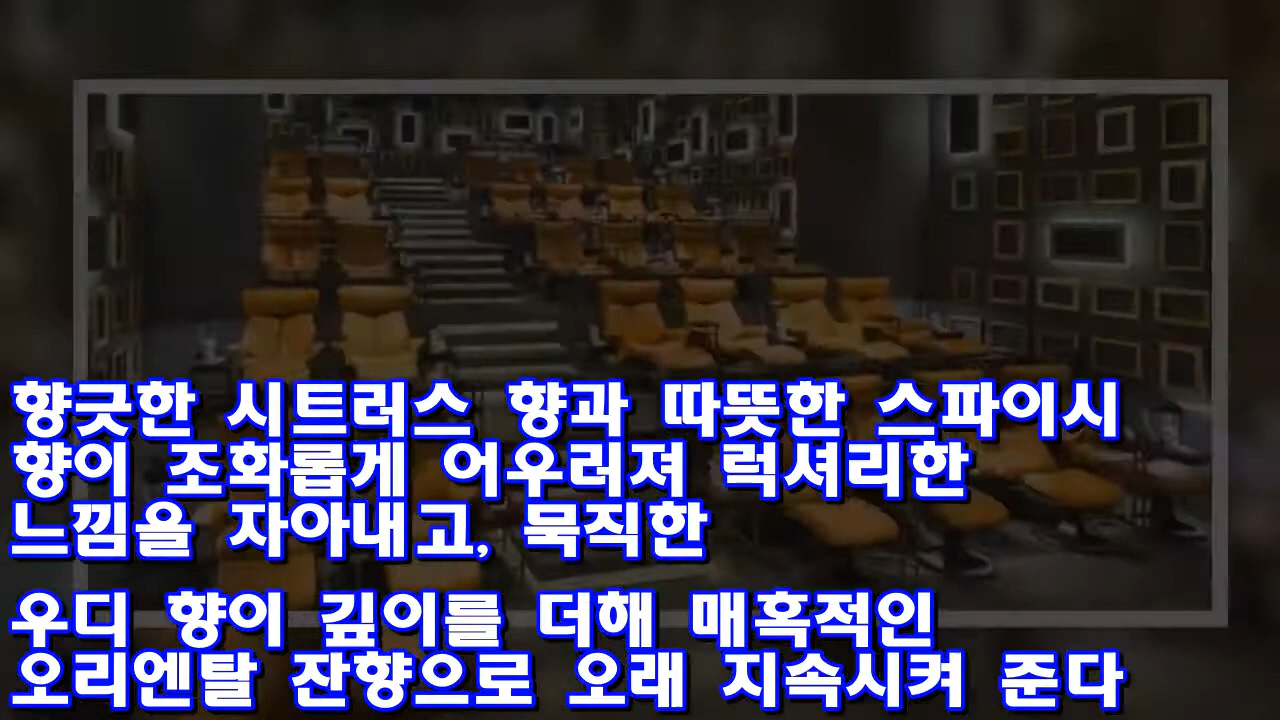 향긋한 시트러스 향과 따뜻한 스파이시
향이 조화롭게 어우러져 럭셔리한
느낌을 자아내고, 묵직한
우디 향이 깊이를 더해 매혹적인
오리엔탈 잔향으로 오래 지속시켜 준다